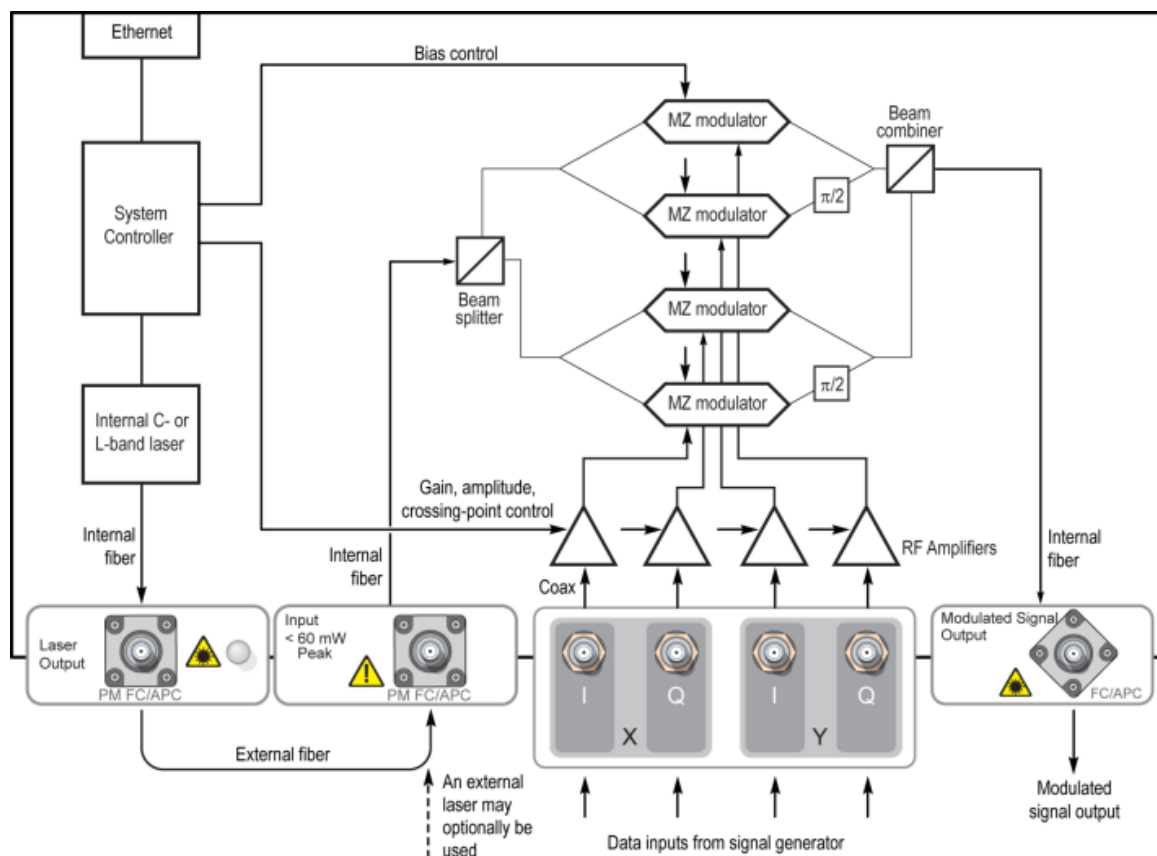 Ethernet
Bias control
MZ modulator
Beam
combiner
System
Controller
MZ modulator
π/2
Beam
splitter
MZ modulator
MZ modulator
π/2
Internal C- or
L-band laser
Gain, amplitude,
crossing-point control
Internal
fiber
Internal
fiber
RF Amplifiers
Internal
fiber
Coax
Laser
Output
PM FC/APC
Input
< 60 mW
Peak
PM FC/APC
I
Q
X
I
Q
Y
Modulated Signal
Output
FC/APC
External fiber
An external
laser may
optionally be
used
Data inputs from signal generator
Modulated
signal output